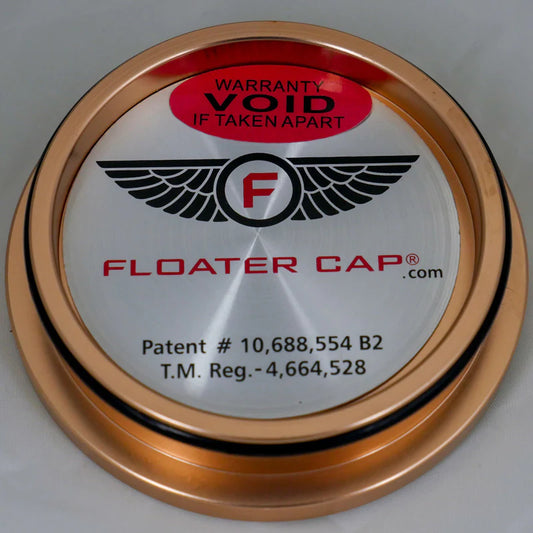 WARRANTY
VOID
IF TAKEN APART
F
FLOATER CAP®.com
Patent # 10,688,554 B2
T.M. Reg.- 4,664,528